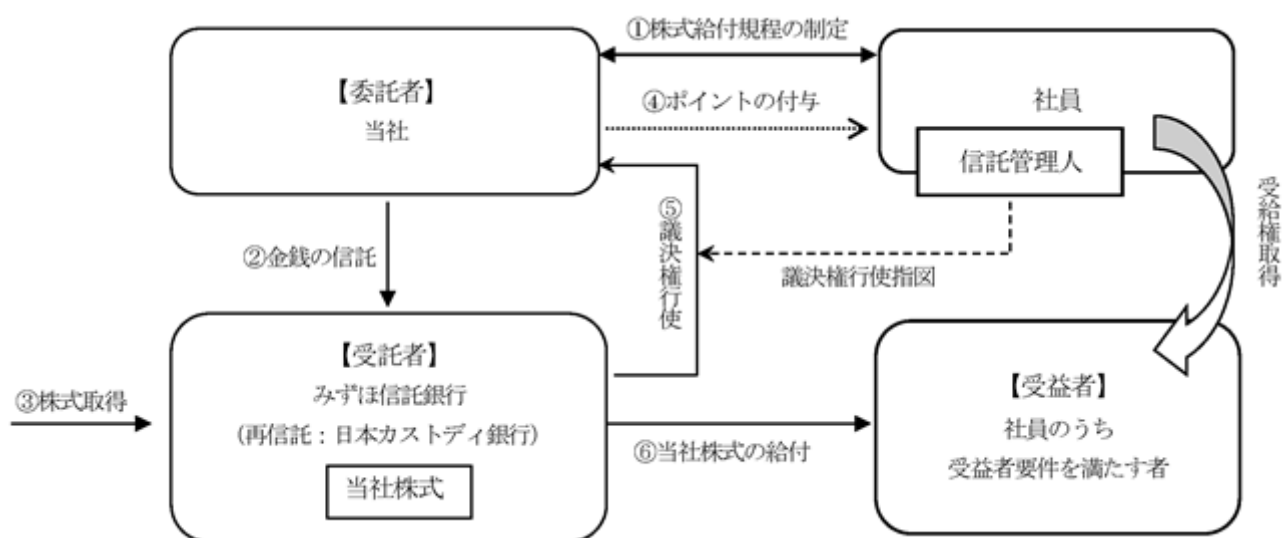 ①株式給付規程の制定
【委託者】
当社
④ポイントの付与
社員
信託管理人
受給権取得
②金銭の信託
⑤議決権行使
議決権行使指図
③株式取得
【受託者】
みずほ信託銀行
(再信託：日本カストディ銀行)
当社株式
⑥当社株式の給付
【受益者】
社員のうち
受益者要件を満たす者